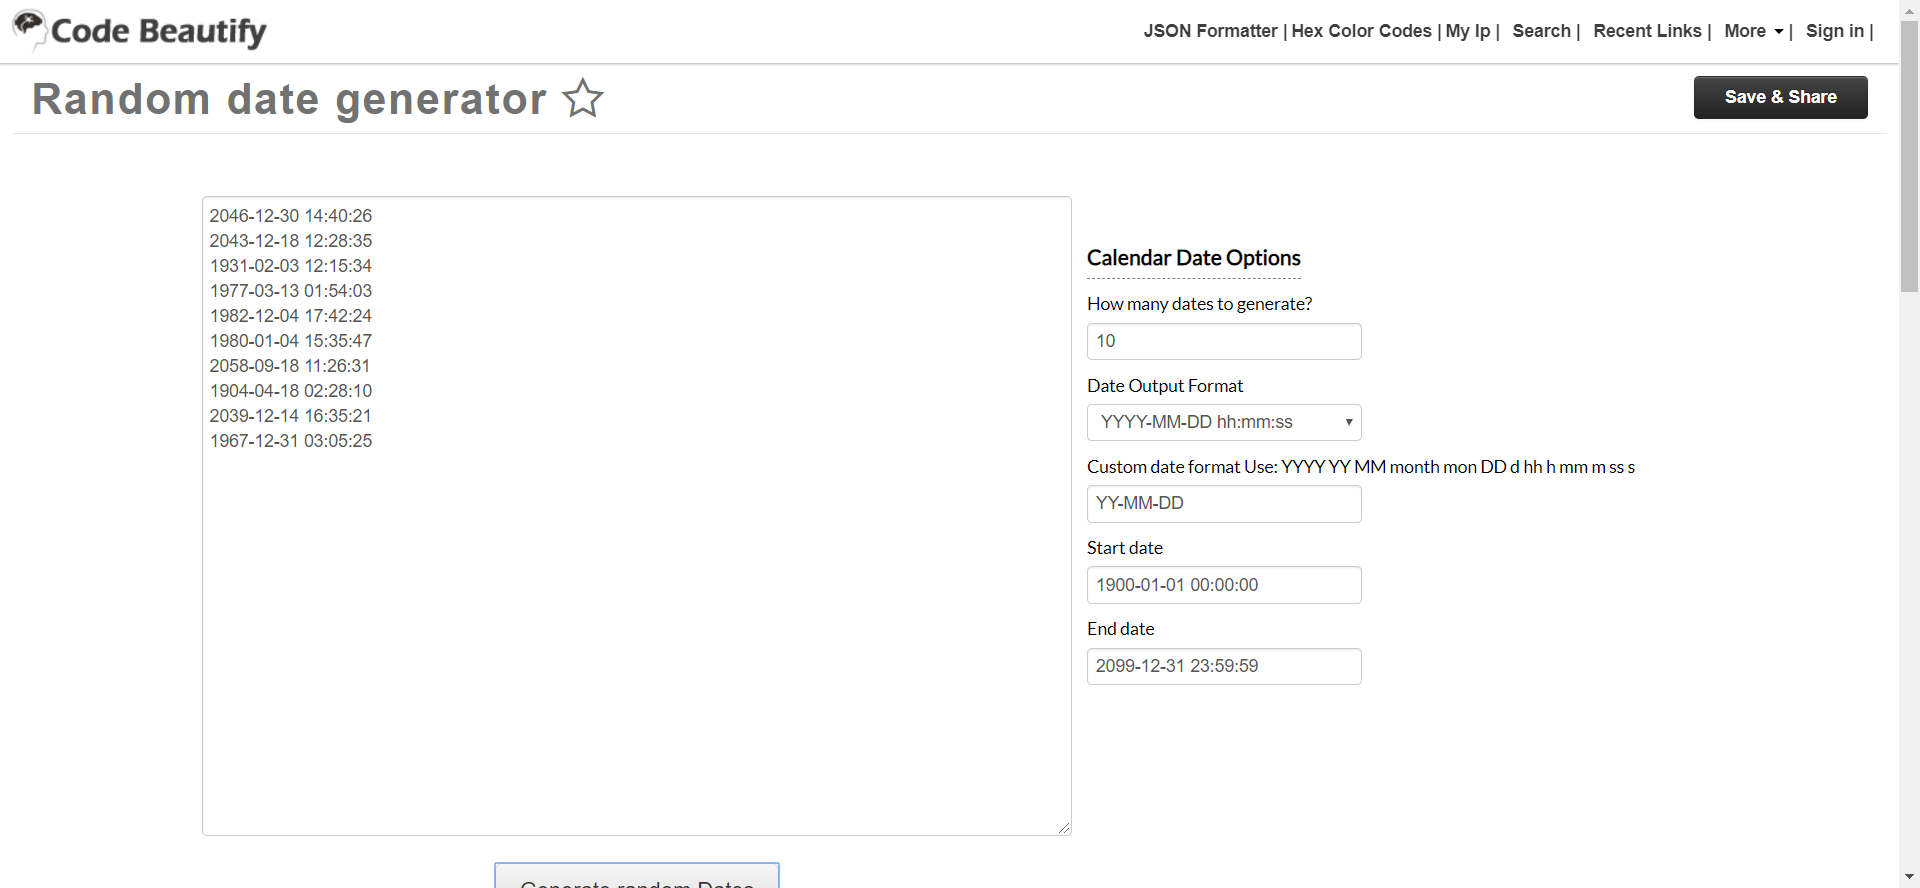 Code Beautify
JSON Formatter | Hex Color Codes | My Ip | Search | Recent Links | More | Sign in |
Random date generator
Save & Share
2046-12-30 14:40:26
2043-12-18 12:28:35
1931-02-03 12:15:34
1977-03-13 01:54:03
1982-12-04 17:42:24
1980-01-04 15:35:47
2058-09-18 11:26:31
1904-04-18 02:28:10
2039-12-14 16:35:21
1967-12-31 03:05:25
Calendar Date Options
How many dates to generate?
10
Date Output Format
YYYY-MM-DD hh:mm:ss
Custom date format Use: YYYY YY MM month mon DD d hh h mm m ss s
YY-MM-DD
Start date
1900-01-01 00:00:00
End date
2099-12-31 23:59:59
Generate random Dates